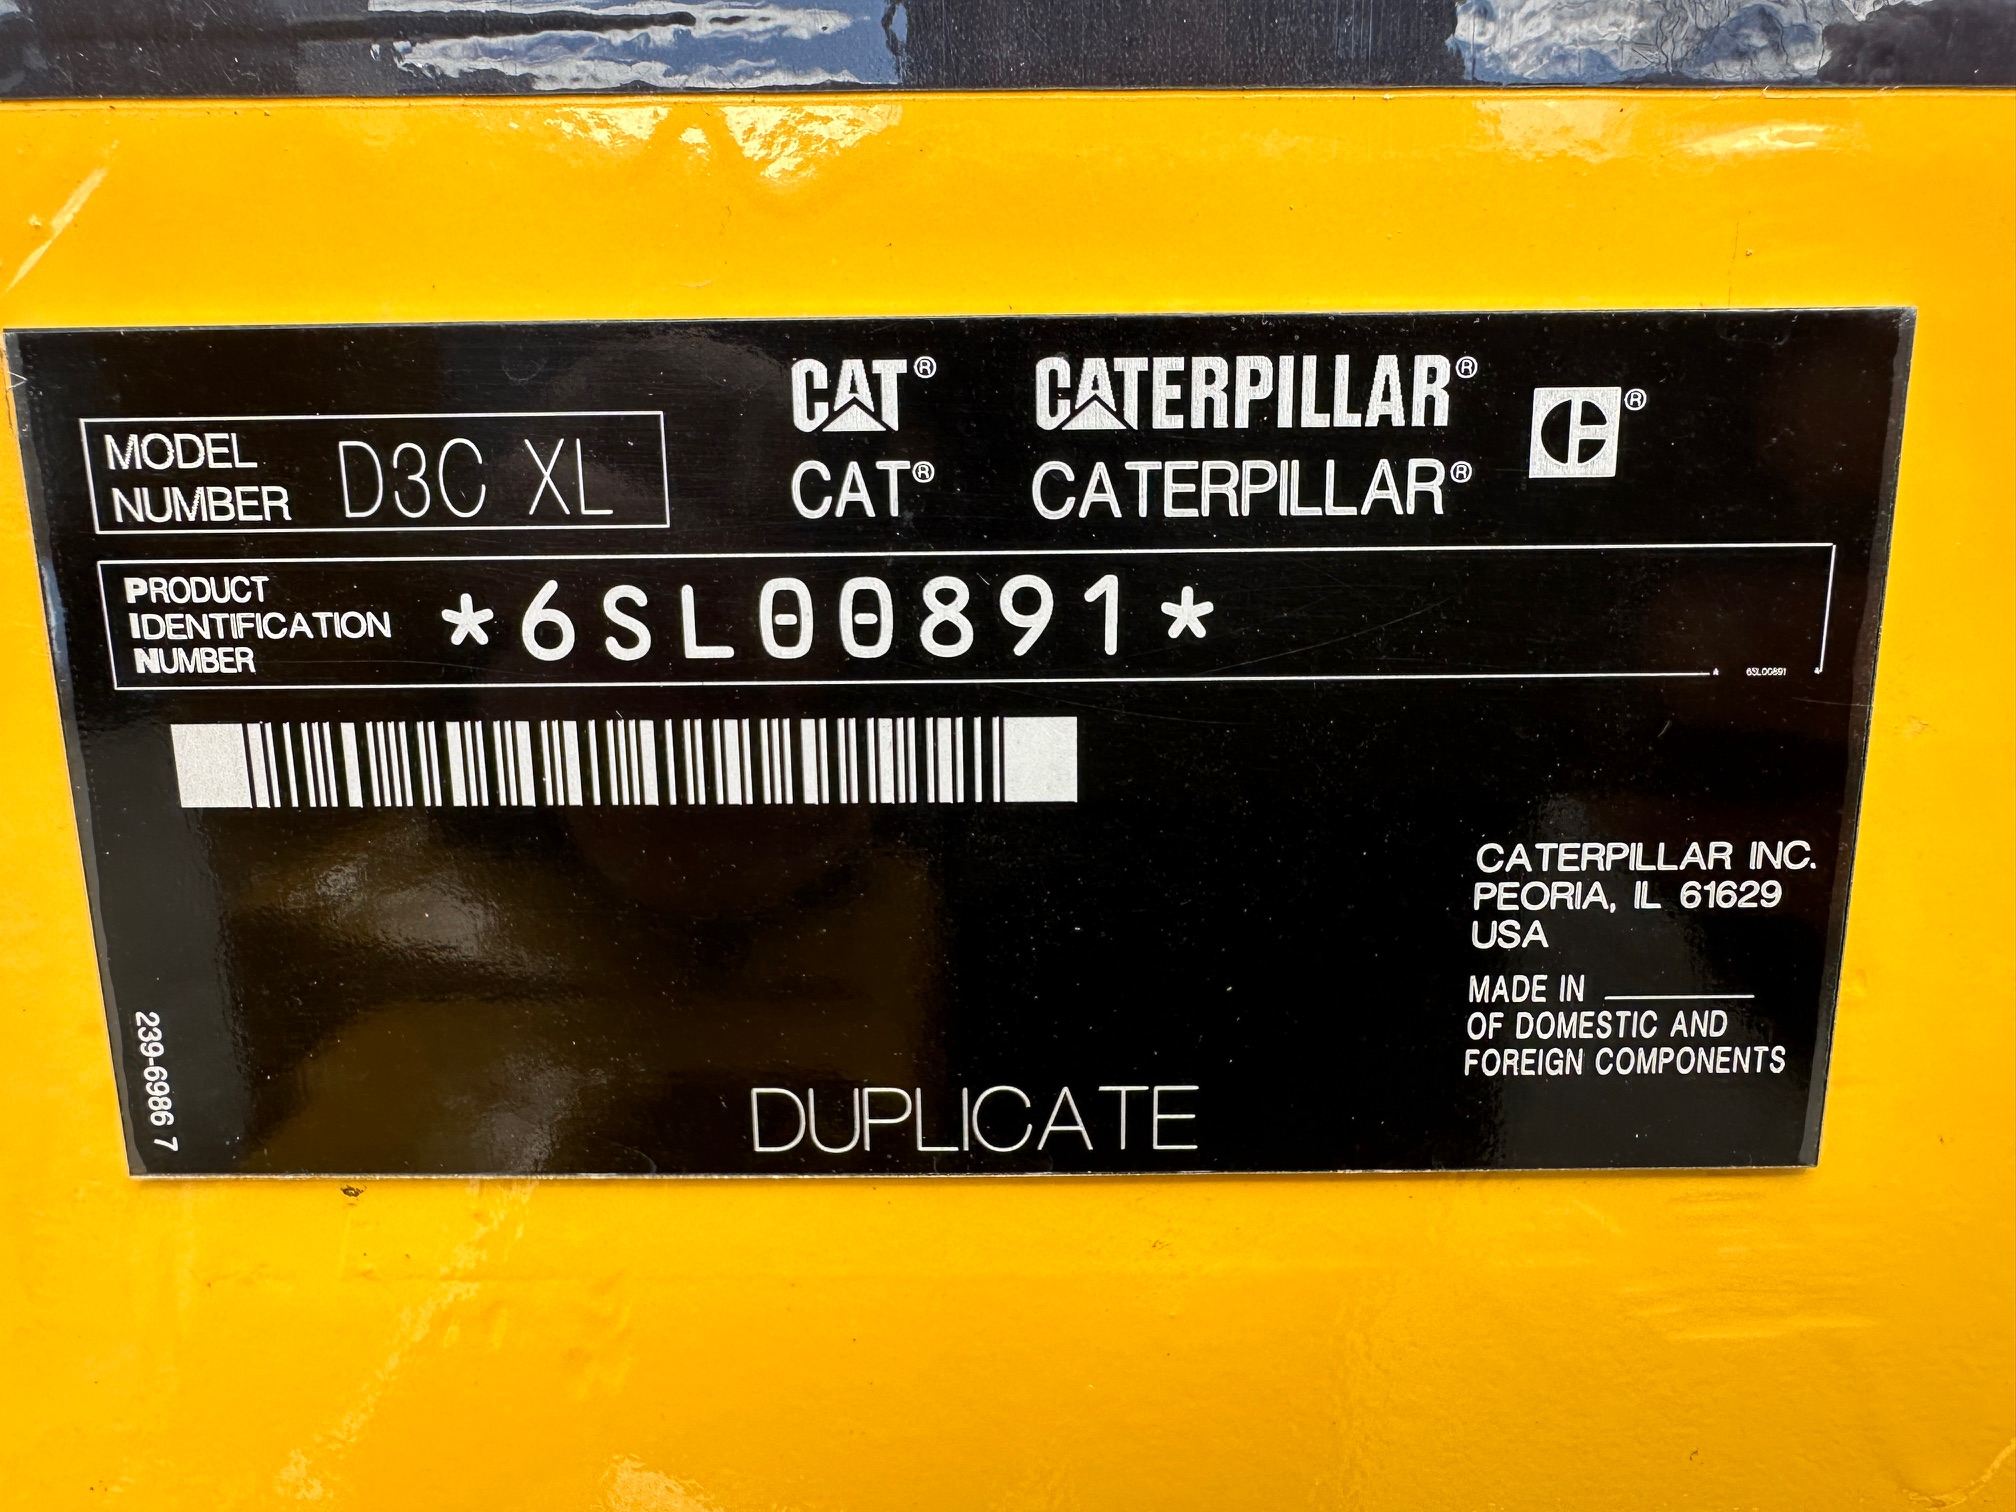 CAT® CATERPILLAR® ®
CAT® CATERPILLAR®
MODEL
NUMBER D3C XL
PRODUCT
IDENTIFICATION
NUMBER
*6SL00891*
* 6SL00891 *
CATERPILLAR INC.
PEORIA, IL 61629
USA
MADE IN ________
OF DOMESTIC AND
FOREIGN COMPONENTS
239-6986 7
DUPLICATE